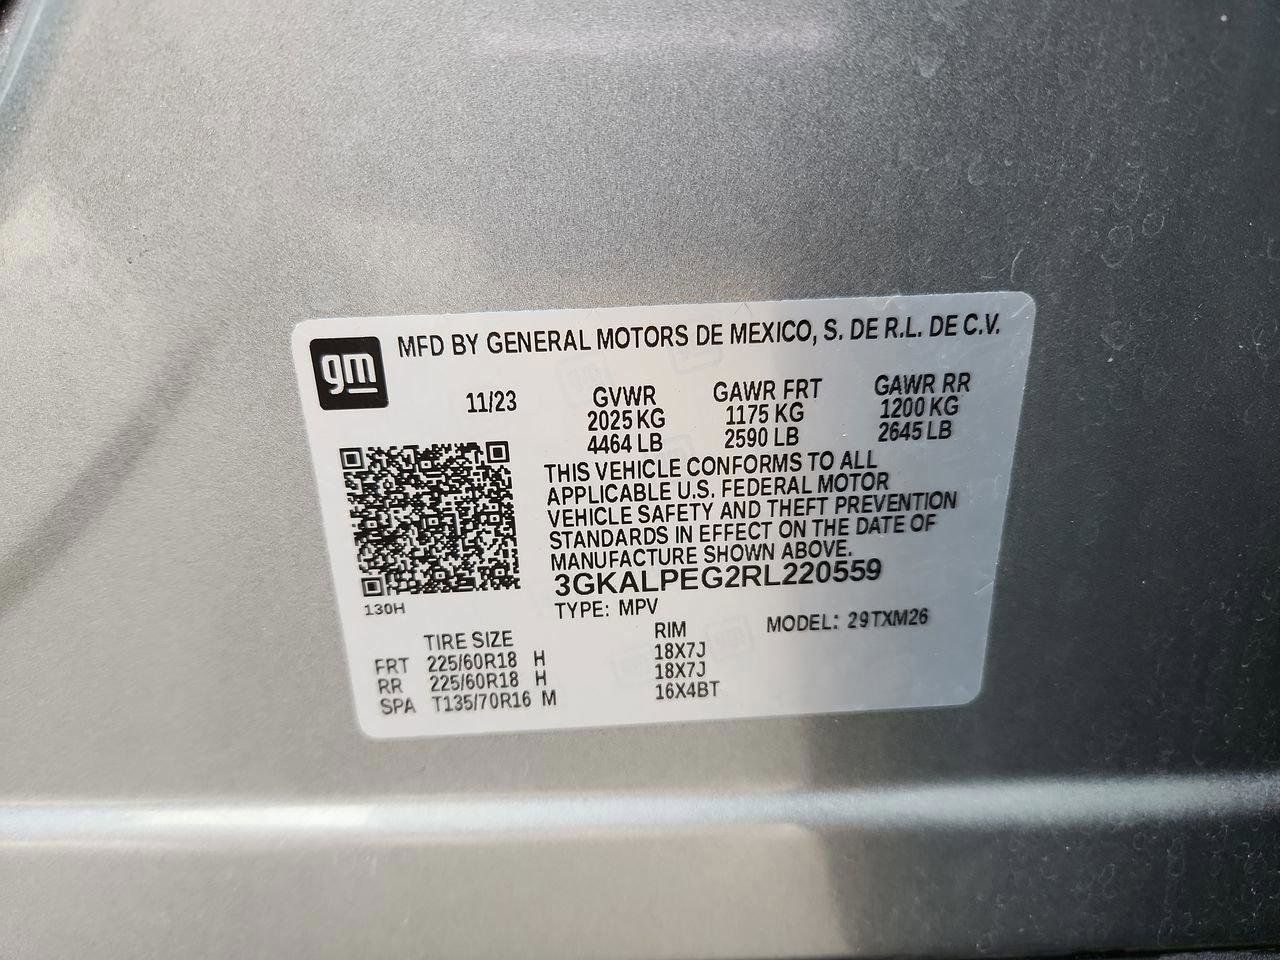 gm MFD BY GENERAL MOTORS DE MEXICO, S. DE R.L. DE C.V.
11/23 GVWR GAWR FRT GAWR RR
2025 KG 1175 KG 1200 KG
4464 LB 2590 LB 2645 LB
THIS VEHICLE CONFORMS TO ALL
APPLICABLE U.S. FEDERAL MOTOR
VEHICLE SAFETY AND THEFT PREVENTION
STANDARDS IN EFFECT ON THE DATE OF
MANUFACTURE SHOWN ABOVE.
3GKALPEG2RL220559
130H
TYPE: MPV MODEL: 29TXM26
TIRE SIZE RIM
FRT 225/60R18 H 18X7J
RR 225/60R18 H 18X7J
SPA T135/70R16 M 16X4BT